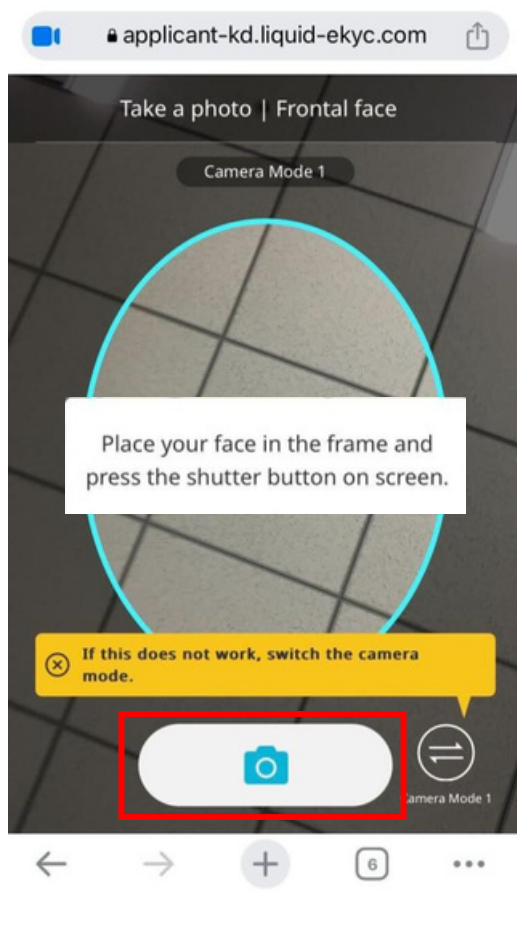 applicant-kd.liquid-ekyc.com
Take a photo | Frontal face
Camera Mode 1
Place your face in the frame and
press the shutter button on screen.
If this does not work, switch the camera
mode.
Camera Mode 1
6